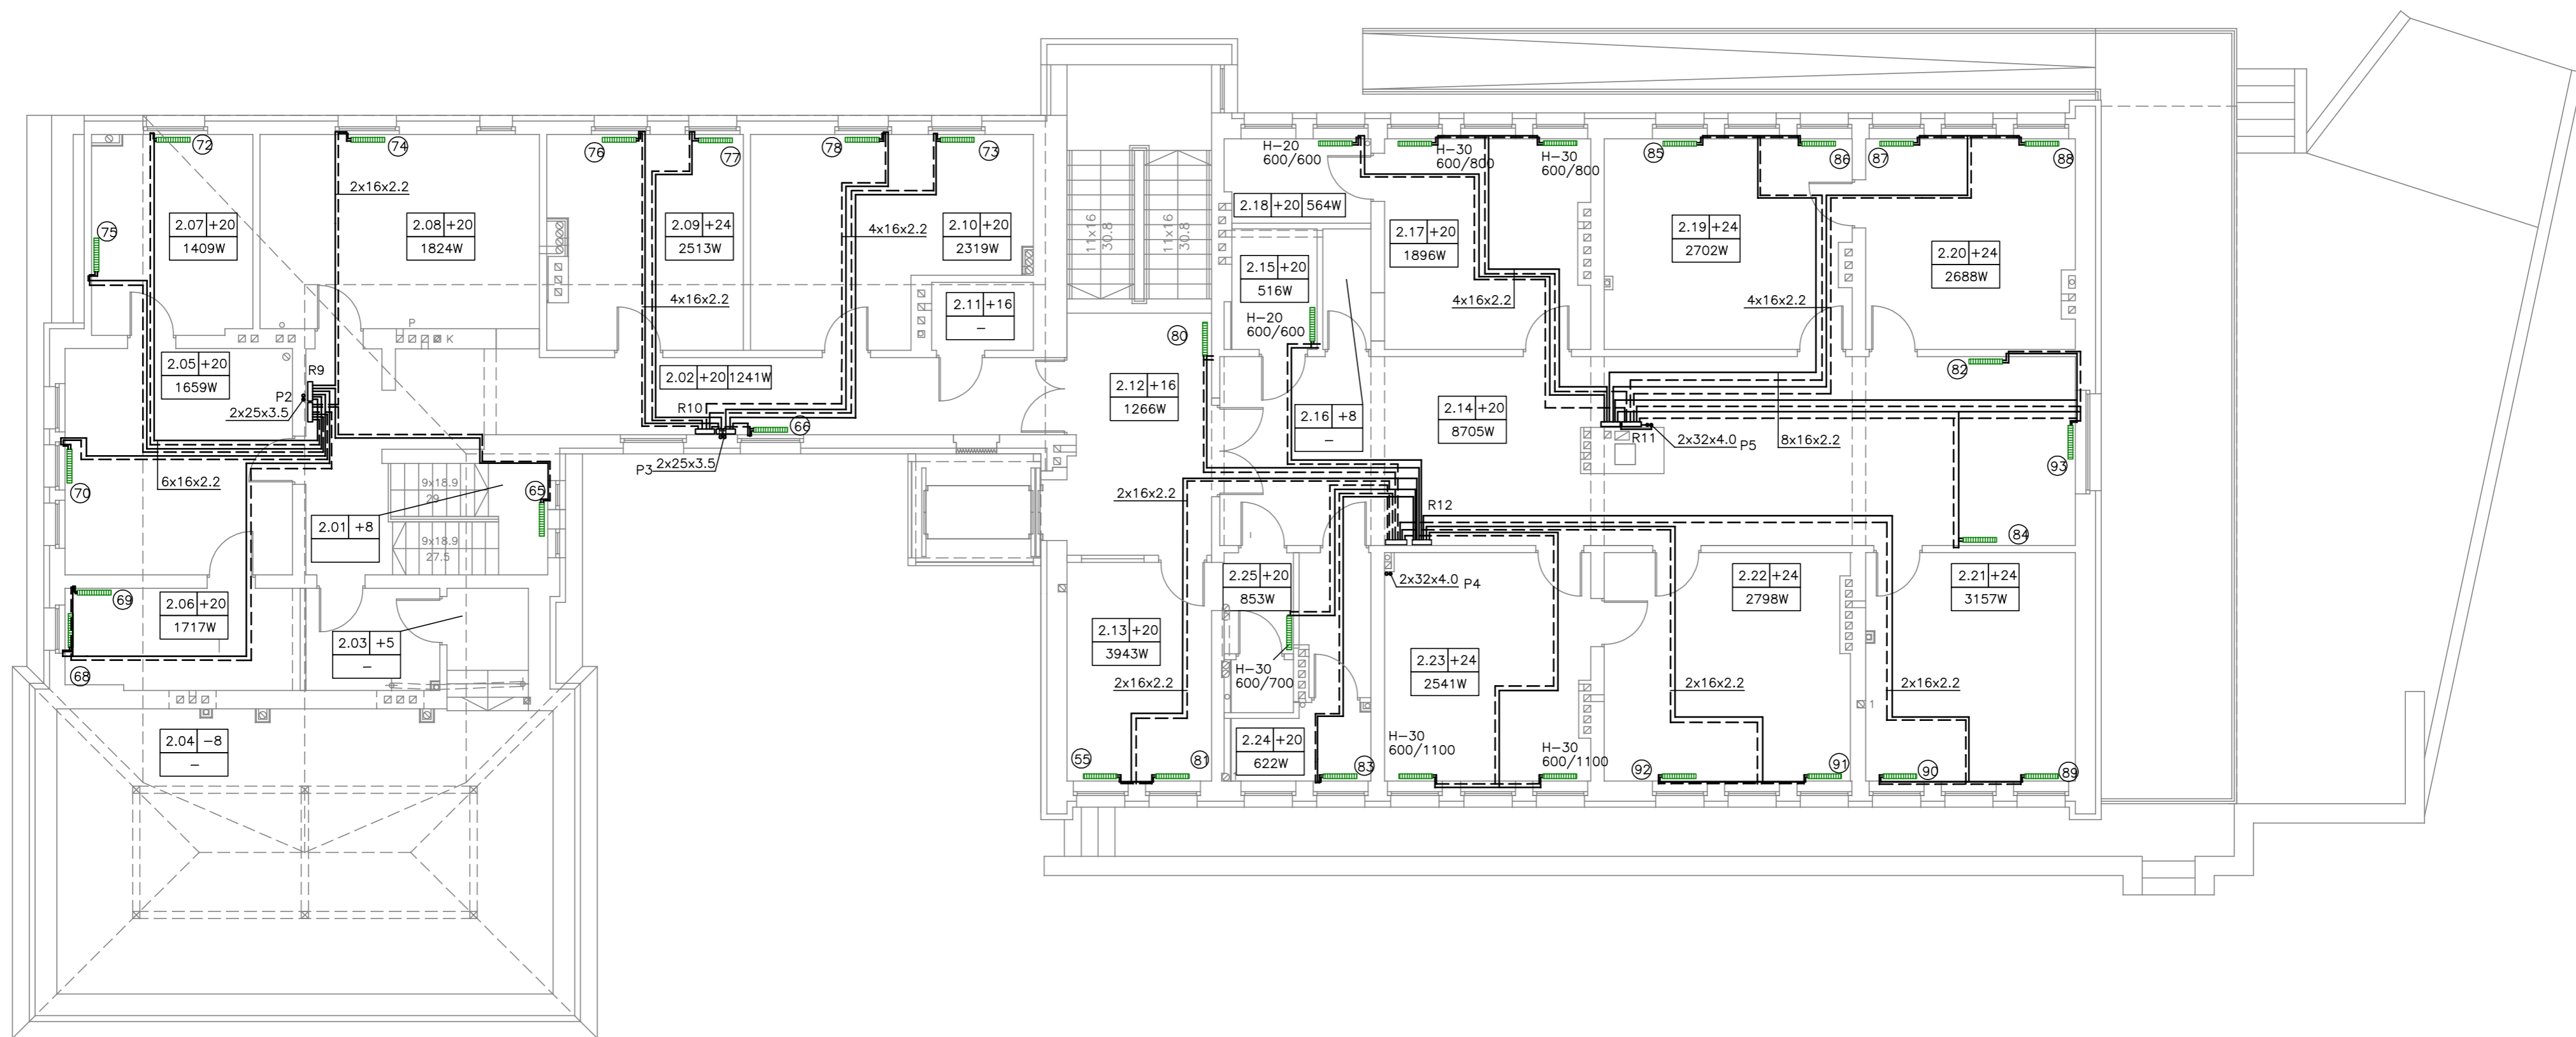 72
74
76
77
78
73
75
2x16x2.2
2.07 +20
1409W
2.08 +20
1824W
2.09 +24
2513W
4x16x2.2
2.10 +20
2319W
4x16x2.2
2.11 +16
–
2.05 +20
1659W
R9
P2
2x25x3.5
P
K
2.02 +20 1241W
R10
66
P3 2x25x3.5
6x16x2.2
70
9x18.9
29
65
2.01 +8
9x18.9
27.5
69
2.06 +20
1717W
68
2.03 +5
–
2.04 –8
–
11x16
30.8
11x16
30.8
H–20
600/600
H–30
600/800
H–30
600/800
85
86
87
88
2.18 +20 564W
2.17 +20
1896W
2.19 +24
2702W
2.20 +24
2688W
2.15 +20
516W
H–20
600/600
4x16x2.2
4x16x2.2
80
82
2.12 +16
1266W
2.16 +8
–
2.14 +20
8705W
R11
2x32x4.0 P5
8x16x2.2
93
2x16x2.2
R12
84
2x32x4.0 P4
2.25 +20
853W
2.22 +24
2798W
2.21 +24
3157W
2.13 +20
3943W
2.23 +24
2541W
H–30
600/700
2x16x2.2
2x16x2.2
2x16x2.2
1
2.24 +20
622W
H–30
600/1100
H–30
600/1100
55
81
83
92
91
90
89